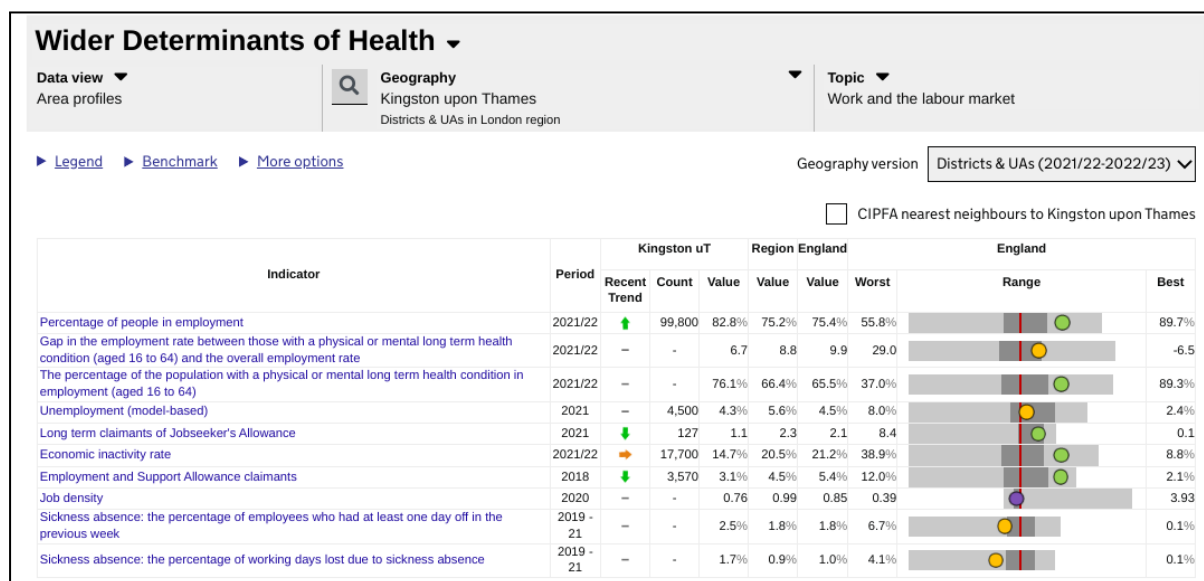 Wider Determinants of Health
Data view
Area profiles
Geography
Kingston upon Thames
Districts & UAs in London region
Topic
Work and the labour market
Legend Benchmark More options
Geography version Districts & UAs (2021/22-2022/23)
CIPFA nearest neighbours to Kingston upon Thames
Kingston uT Region England England
Indicator Period Recent Trend Count Value Value Value Worst Range Best
Percentage of people in employment 2021/22 99,800 82.8% 75.2% 75.4% 55.8% 89.7%
Gap in the employment rate between those with a physical or mental long term health
condition (aged 16 to 64) and the overall employment rate 2021/22 – - 6.7 8.8 9.9 29.0 -6.5
The percentage of the population with a physical or mental long term health condition in
employment (aged 16 to 64) 2021/22 – - 76.1% 66.4% 65.5% 37.0% 89.3%
Unemployment (model-based) 2021 – 4,500 4.3% 5.6% 4.5% 8.0% 2.4%
Long term claimants of Jobseeker's Allowance 2021 127 1.1 2.3 2.1 8.4 0.1
Economic inactivity rate 2021/22 17,700 14.7% 20.5% 21.2% 38.9% 8.8%
Employment and Support Allowance claimants 2018 3,570 3.1% 4.5% 5.4% 12.0% 2.1%
Job density 2020 – - 0.76 0.99 0.85 0.39 3.93
Sickness absence: the percentage of employees who had at least one day off in the
previous week 2019 - 21 – - 2.5% 1.8% 1.8% 6.7% 0.1%
Sickness absence: the percentage of working days lost due to sickness absence 2019 - 21 – - 1.7% 0.9% 1.0% 4.1% 0.1%